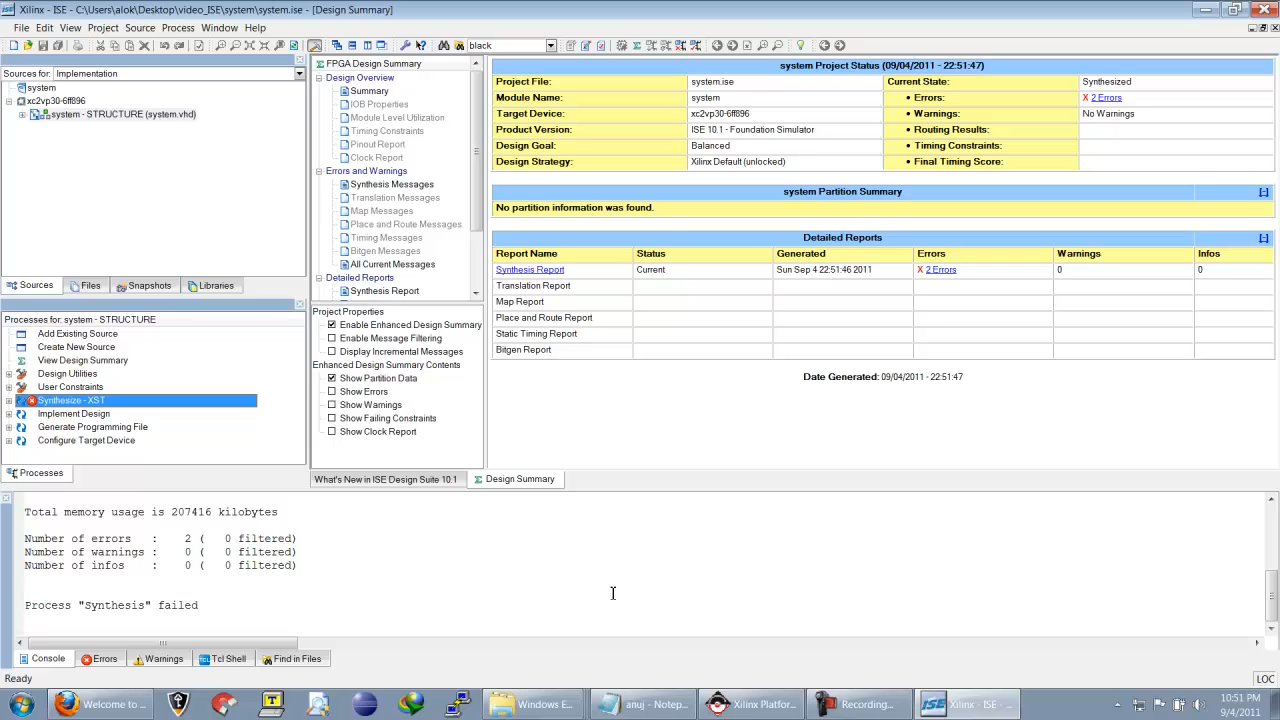 Xilinx - ISE - C:\Users\alok\Desktop\video_ISE\system\system.ise - [Design Summary]
File Edit View Project Source Process Window Help
black
Sources for: Implementation
system
xc2vp30-6ff896
system - STRUCTURE (system.vhd)
Sources Files Snapshots Libraries
Processes for: system - STRUCTURE
Add Existing Source
Create New Source
View Design Summary
Design Utilities
User Constraints
Synthesize - XST
Implement Design
Generate Programming File
Configure Target Device
Processes
FPGA Design Summary
Design Overview
Summary
IOB Properties
Module Level Utilization
Timing Constraints
Pinout Report
Clock Report
Errors and Warnings
Synthesis Messages
Translation Messages
Map Messages
Place and Route Messages
Timing Messages
Bitgen Messages
All Current Messages
Detailed Reports
Synthesis Report
Project Properties
Enable Enhanced Design Summary
Enable Message Filtering
Display Incremental Messages
Enhanced Design Summary Contents
Show Partition Data
Show Errors
Show Warnings
Show Failing Constraints
Show Clock Report
system Project Status (09/04/2011 - 22:51:47)
Project File: system.ise Current State: Synthesized
Module Name: system • Errors: X 2 Errors
Target Device: xc2vp30-6ff896 • Warnings: No Warnings
Product Version: ISE 10.1 - Foundation Simulator • Routing Results:
Design Goal: Balanced • Timing Constraints:
Design Strategy: Xilinx Default (unlocked) • Final Timing Score:
system Partition Summary [-]
No partition information was found.
Detailed Reports [-]
Report Name Status Generated Errors Warnings Infos
Synthesis Report Current Sun Sep 4 22:51:46 2011 X 2 Errors 0 0
Translation Report
Map Report
Place and Route Report
Static Timing Report
Bitgen Report
Date Generated: 09/04/2011 - 22:51:47
What's New in ISE Design Suite 10.1 Design Summary
Total memory usage is 207416 kilobytes
Number of errors : 2 ( 0 filtered)
Number of warnings : 0 ( 0 filtered)
Number of infos : 0 ( 0 filtered)
Process "Synthesis" failed
Console Errors Warnings Tcl Shell Find in Files
Ready LOC
Welcome to ... Windows E... anuj - Notep... Xilinx Platfor... Recording... Xilinx - ISE - ... 10:51 PM
9/4/2011